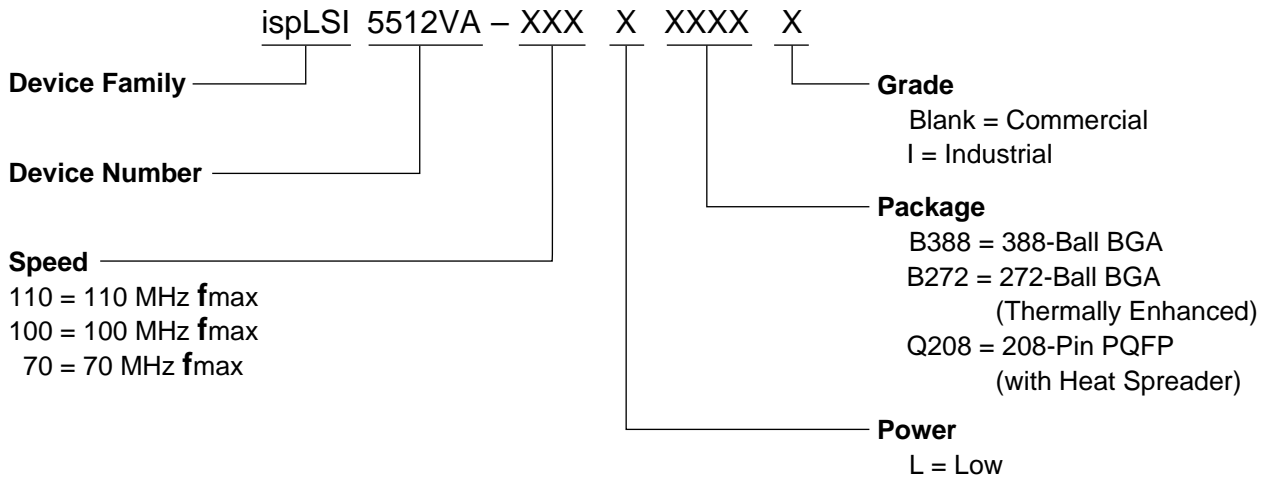 ispLSI 5512VA – XXX X XXXX X
Device Family
Device Number
Speed
110 = 110 MHz fmax
100 = 100 MHz fmax
70 = 70 MHz fmax
Grade
Blank = Commercial
I = Industrial
Package
B388 = 388-Ball BGA
B272 = 272-Ball BGA
(Thermally Enhanced)
Q208 = 208-Pin PQFP
(with Heat Spreader)
Power
L = Low